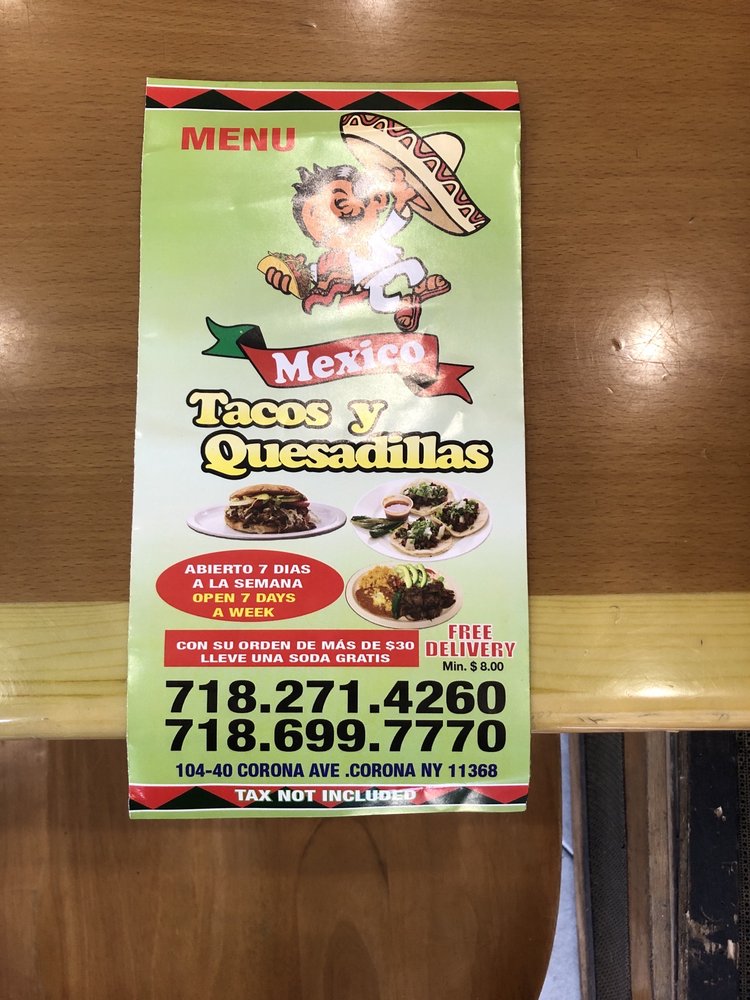 MENU
Mexico
Tacos y
Quesadillas
ABIERTO 7 DIAS
A LA SEMANA
OPEN 7 DAYS
A WEEK
CON SU ORDEN DE MÁS DE $30
LLEVE UNA SODA GRATIS
FREE
DELIVERY
Min. $ 8.00
718.271.4260
718.699.7770
104-40 CORONA AVE .CORONA NY 11368
TAX NOT INCLUDED